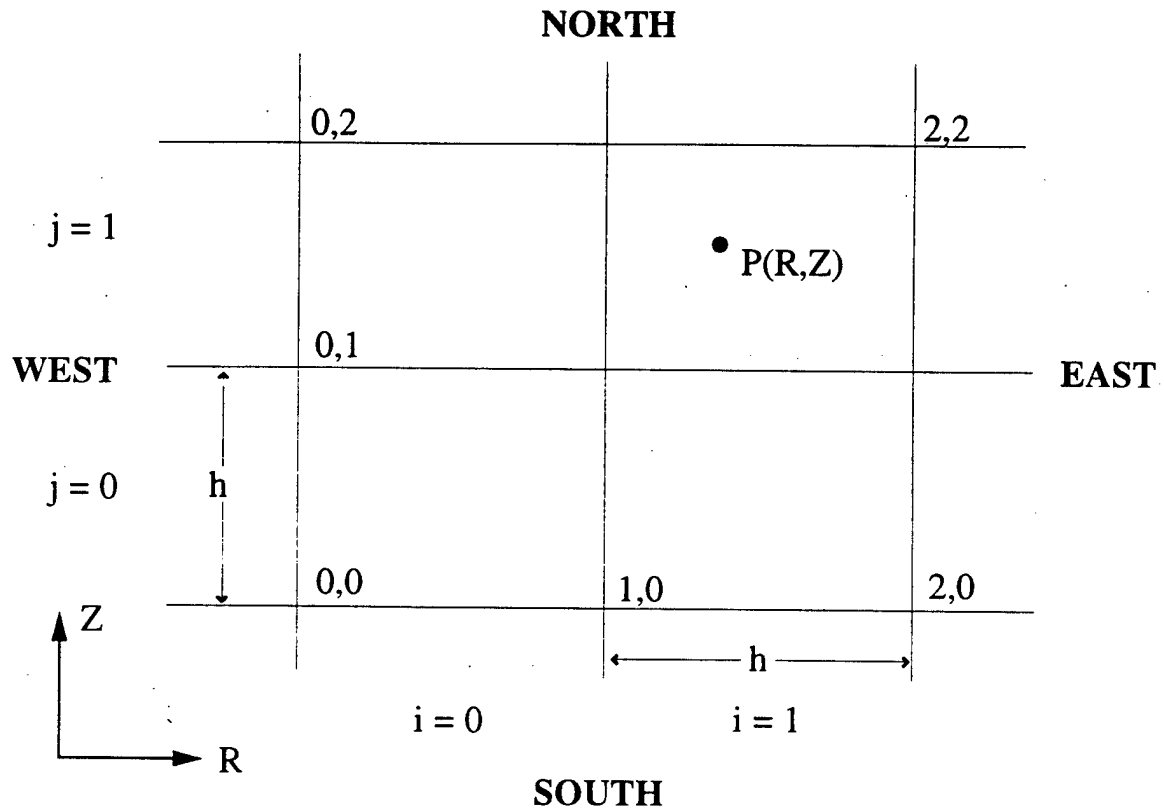 NORTH
0,2
2,2
j = 1
P(R,Z)
0,1
WEST
EAST
j = 0
h
0,0
1,0
2,0
Z
h
i = 0
i = 1
R
SOUTH